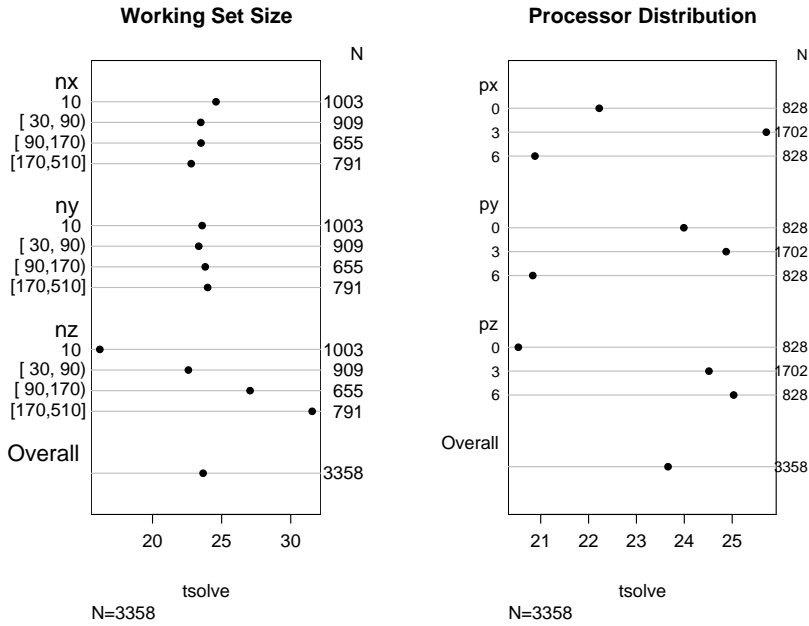 Working Set Size
N
nx
10 1003
[ 30, 90) 909
[ 90,170) 655
[170,510] 791
ny
10 1003
[ 30, 90) 909
[ 90,170) 655
[170,510] 791
nz
10 1003
[ 30, 90) 909
[ 90,170) 655
[170,510] 791
Overall
3358
20 25 30
tsolve
N=3358
Processor Distribution
N
px
0 828
3 1702
6 828
py
0 828
3 1702
6 828
pz
0 828
3 1702
6 828
Overall
3358
21 22 23 24 25
tsolve
N=3358